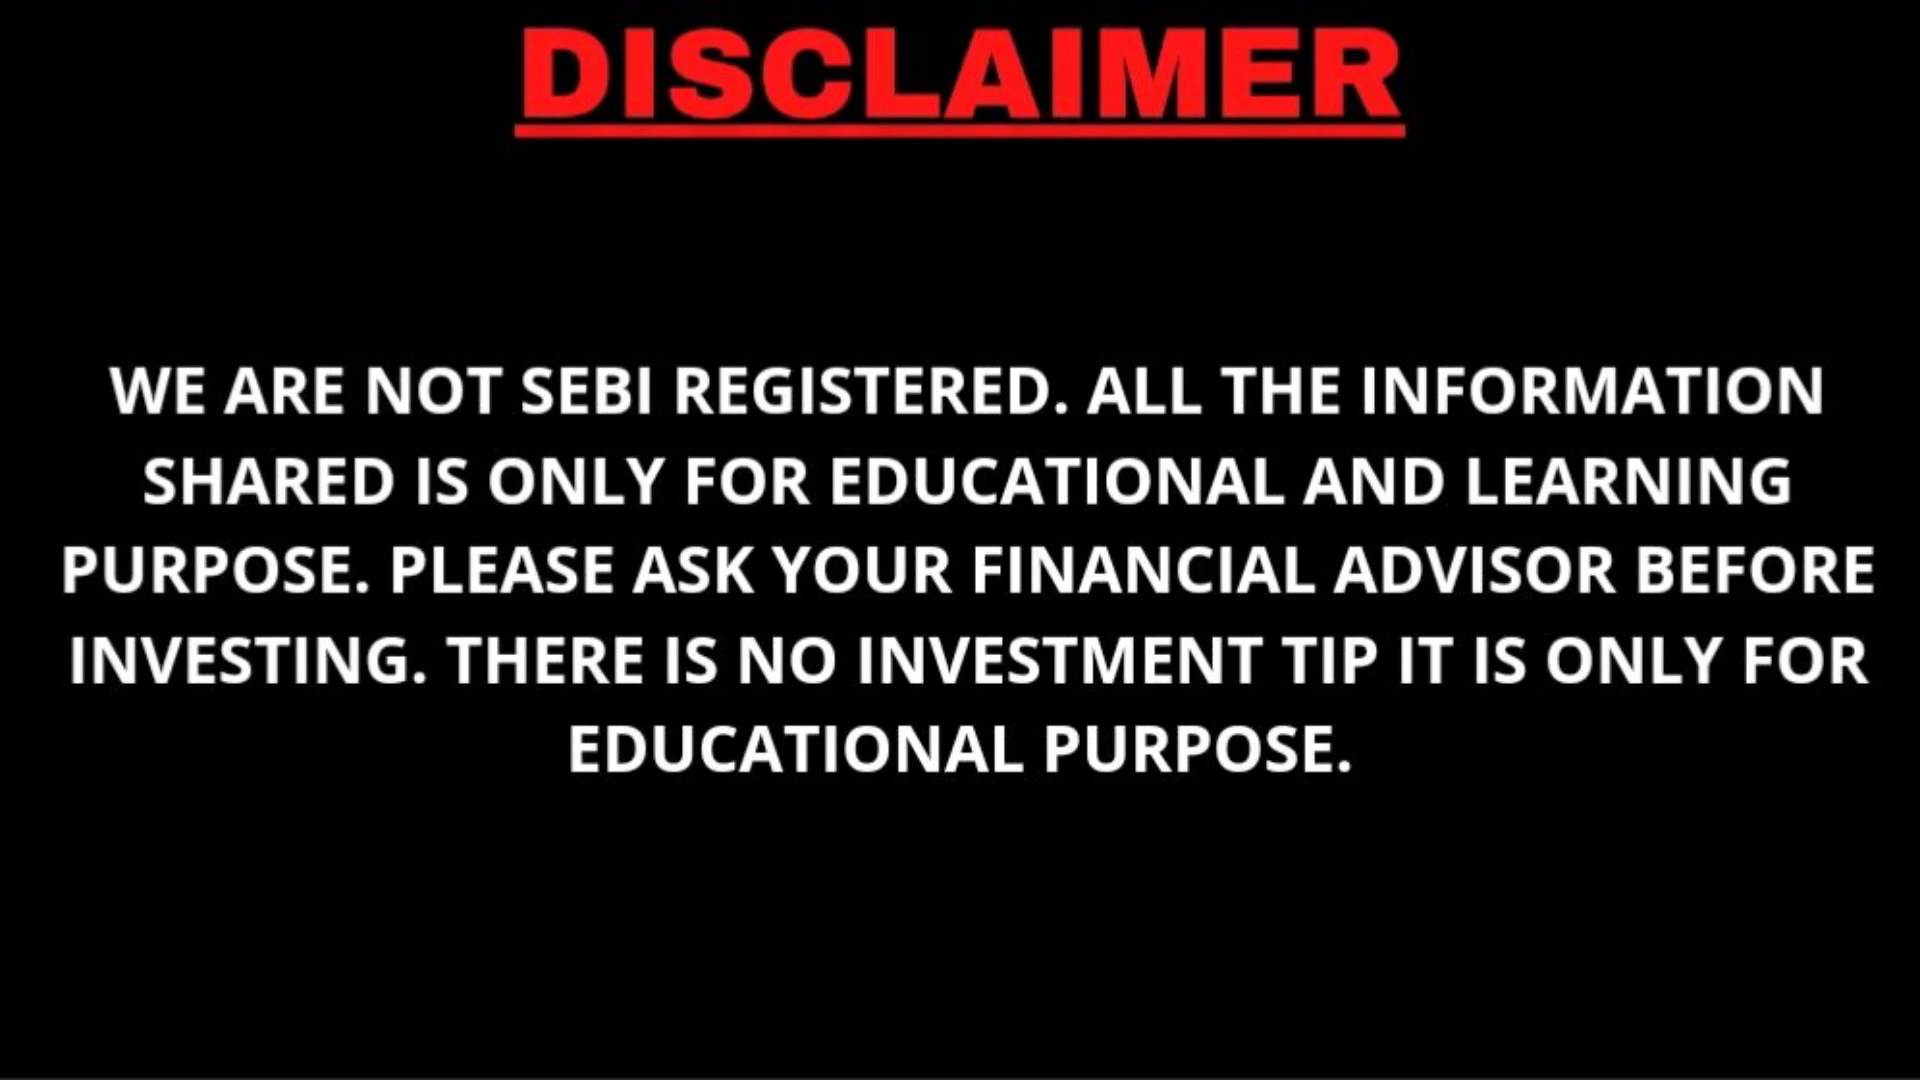 DISCLAIMER
WE ARE NOT SEBI REGISTERED. ALL THE INFORMATION
SHARED IS ONLY FOR EDUCATIONAL AND LEARNING
PURPOSE. PLEASE ASK YOUR FINANCIAL ADVISOR BEFORE
INVESTING. THERE IS NO INVESTMENT TIP IT IS ONLY FOR
EDUCATIONAL PURPOSE.